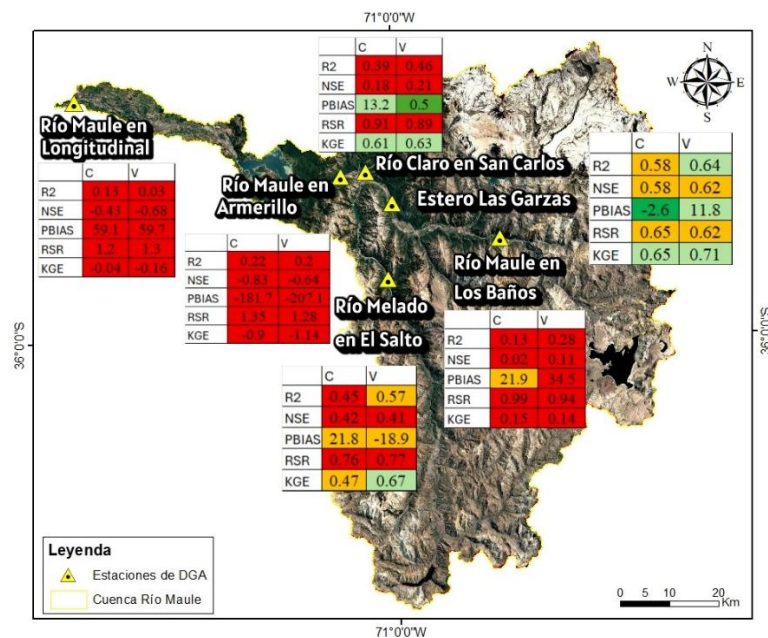 71°0'0"W
C V
R2 0.39 0.46
NSE 0.18 0.21
PBIAS 13.2 0.5
RSR 0.91 0.89
KGE 0.61 0.63
N
W E
S
Río Maule en
Longitudinal
C V
R2 0.13 0.03
NSE -0.43 -0.68
PBIAS 59.1 59.7
RSR 1.2 1.3
KGE -0.04 -0.16
Río Maule en
Armerillo
Río Claro en San Carlos
Estero Las Garzas
C V
R2 0.58 0.64
NSE 0.58 0.62
PBIAS -2.6 11.8
RSR 0.65 0.62
KGE 0.65 0.71
C V
R2 0.22 0.2
NSE -0.83 -0.64
PBIAS -181.7 -207.1
RSR 1.35 1.28
KGE -0.9 -1.14
Río Melado
en El Salto
Río Maule en
Los Baños
36°0'0"S
36°0'0"S
C V
R2 0.13 0.28
NSE 0.02 0.11
PBIAS 21.9 34.5
RSR 0.99 0.94
KGE 0.15 0.14
C V
R2 0.45 0.57
NSE 0.42 0.41
PBIAS 21.8 -18.9
RSR 0.76 0.77
KGE 0.47 0.67
Leyenda
Estaciones de DGA
Cuenca Río Maule
0 5 10 20
Km
71°0'0"W